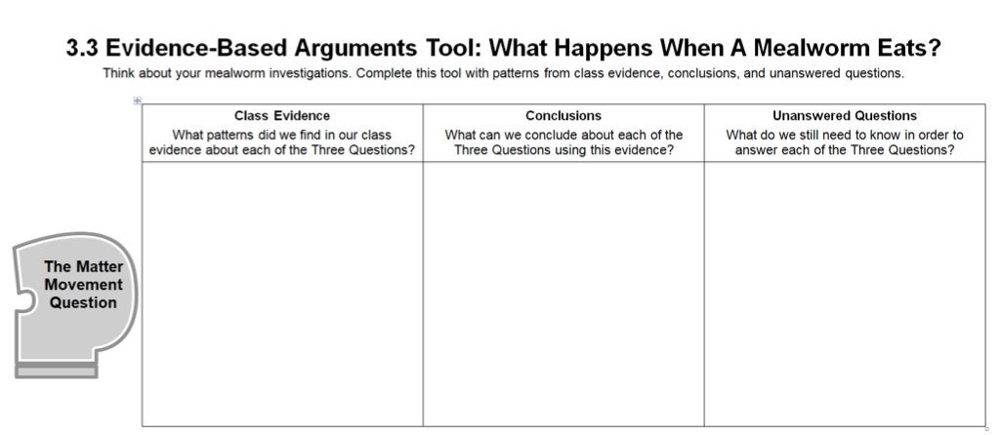 3.3 Evidence-Based Arguments Tool: What Happens When A Mealworm Eats?
Think about your mealworm investigations. Complete this tool with patterns from class evidence, conclusions, and unanswered questions.
Class Evidence
What patterns did we find in our class
evidence about each of the Three Questions?
Conclusions
What can we conclude about each of the
Three Questions using this evidence?
Unanswered Questions
What do we still need to know in order to
answer each of the Three Questions?
The Matter
Movement
Question